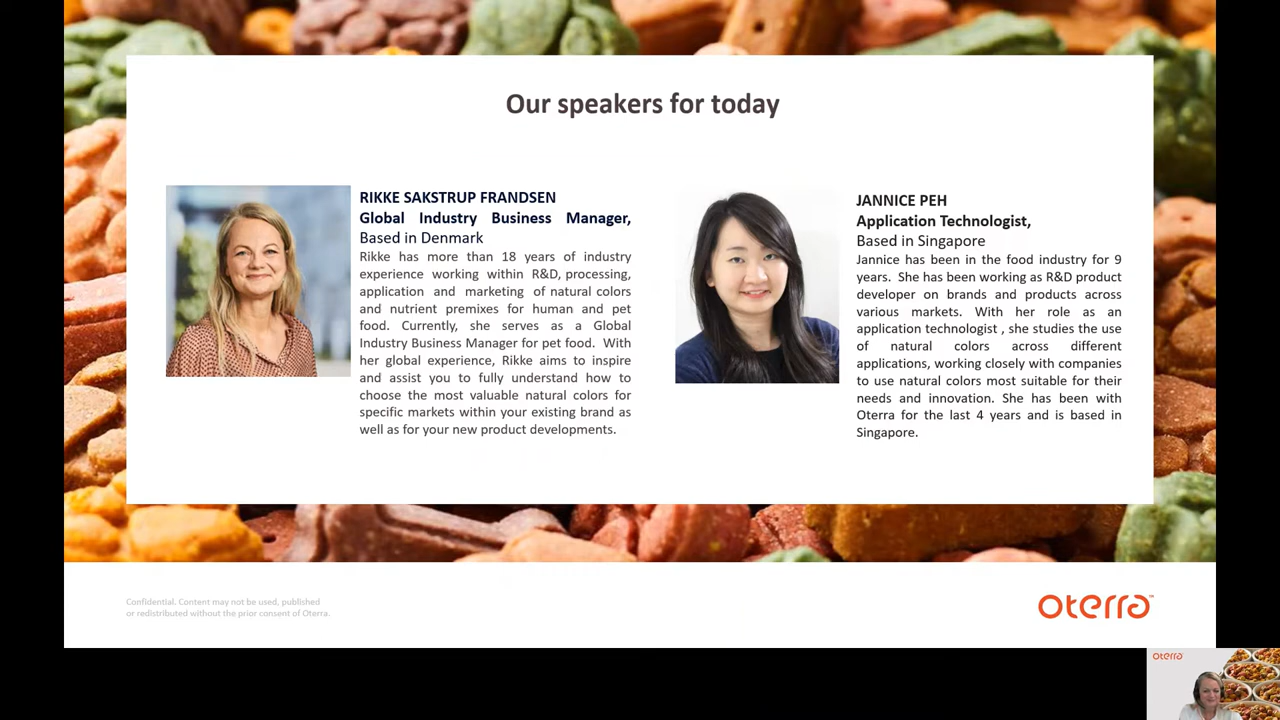 Our speakers for today
RIKKE SAKSTRUP FRANDSEN
Global Industry Business Manager,
Based in Denmark
Rikke has more than 18 years of industry
experience working within R&D, processing,
application and marketing of natural colors
and nutrient premixes for human and pet
food. Currently, she serves as a Global
Industry Business Manager for pet food. With
her global experience, Rikke aims to inspire
and assist you to fully understand how to
choose the most valuable natural colors for
specific markets within your existing brand as
well as for your new product developments.
JANNICE PEH
Application Technologist,
Based in Singapore
Jannice has been in the food industry for 9
years. She has been working as R&D product
developer on brands and products across
various markets. With her role as an
application technologist , she studies the use
of natural colors across different
applications, working closely with companies
to use natural colors most suitable for their
needs and innovation. She has been with
Oterra for the last 4 years and is based in
Singapore.
Confidential. Content may not be used, published
or redistributed without the prior consent of Oterra.
oterra™
oterra